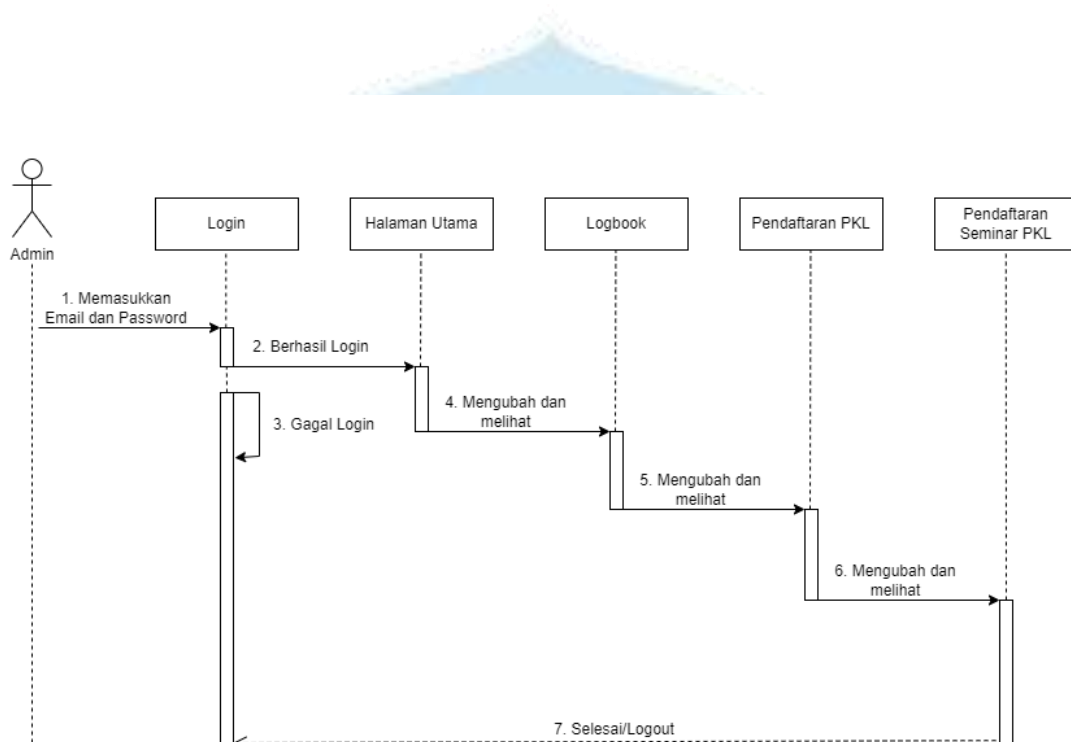 Admin
Login
Halaman Utama
Logbook
Pendaftaran PKL
Pendaftaran
Seminar PKL
1. Memasukkan
Email dan Password
2. Berhasil Login
3. Gagal Login
4. Mengubah dan
melihat
5. Mengubah dan
melihat
6. Mengubah dan
melihat
7. Selesai/Logout